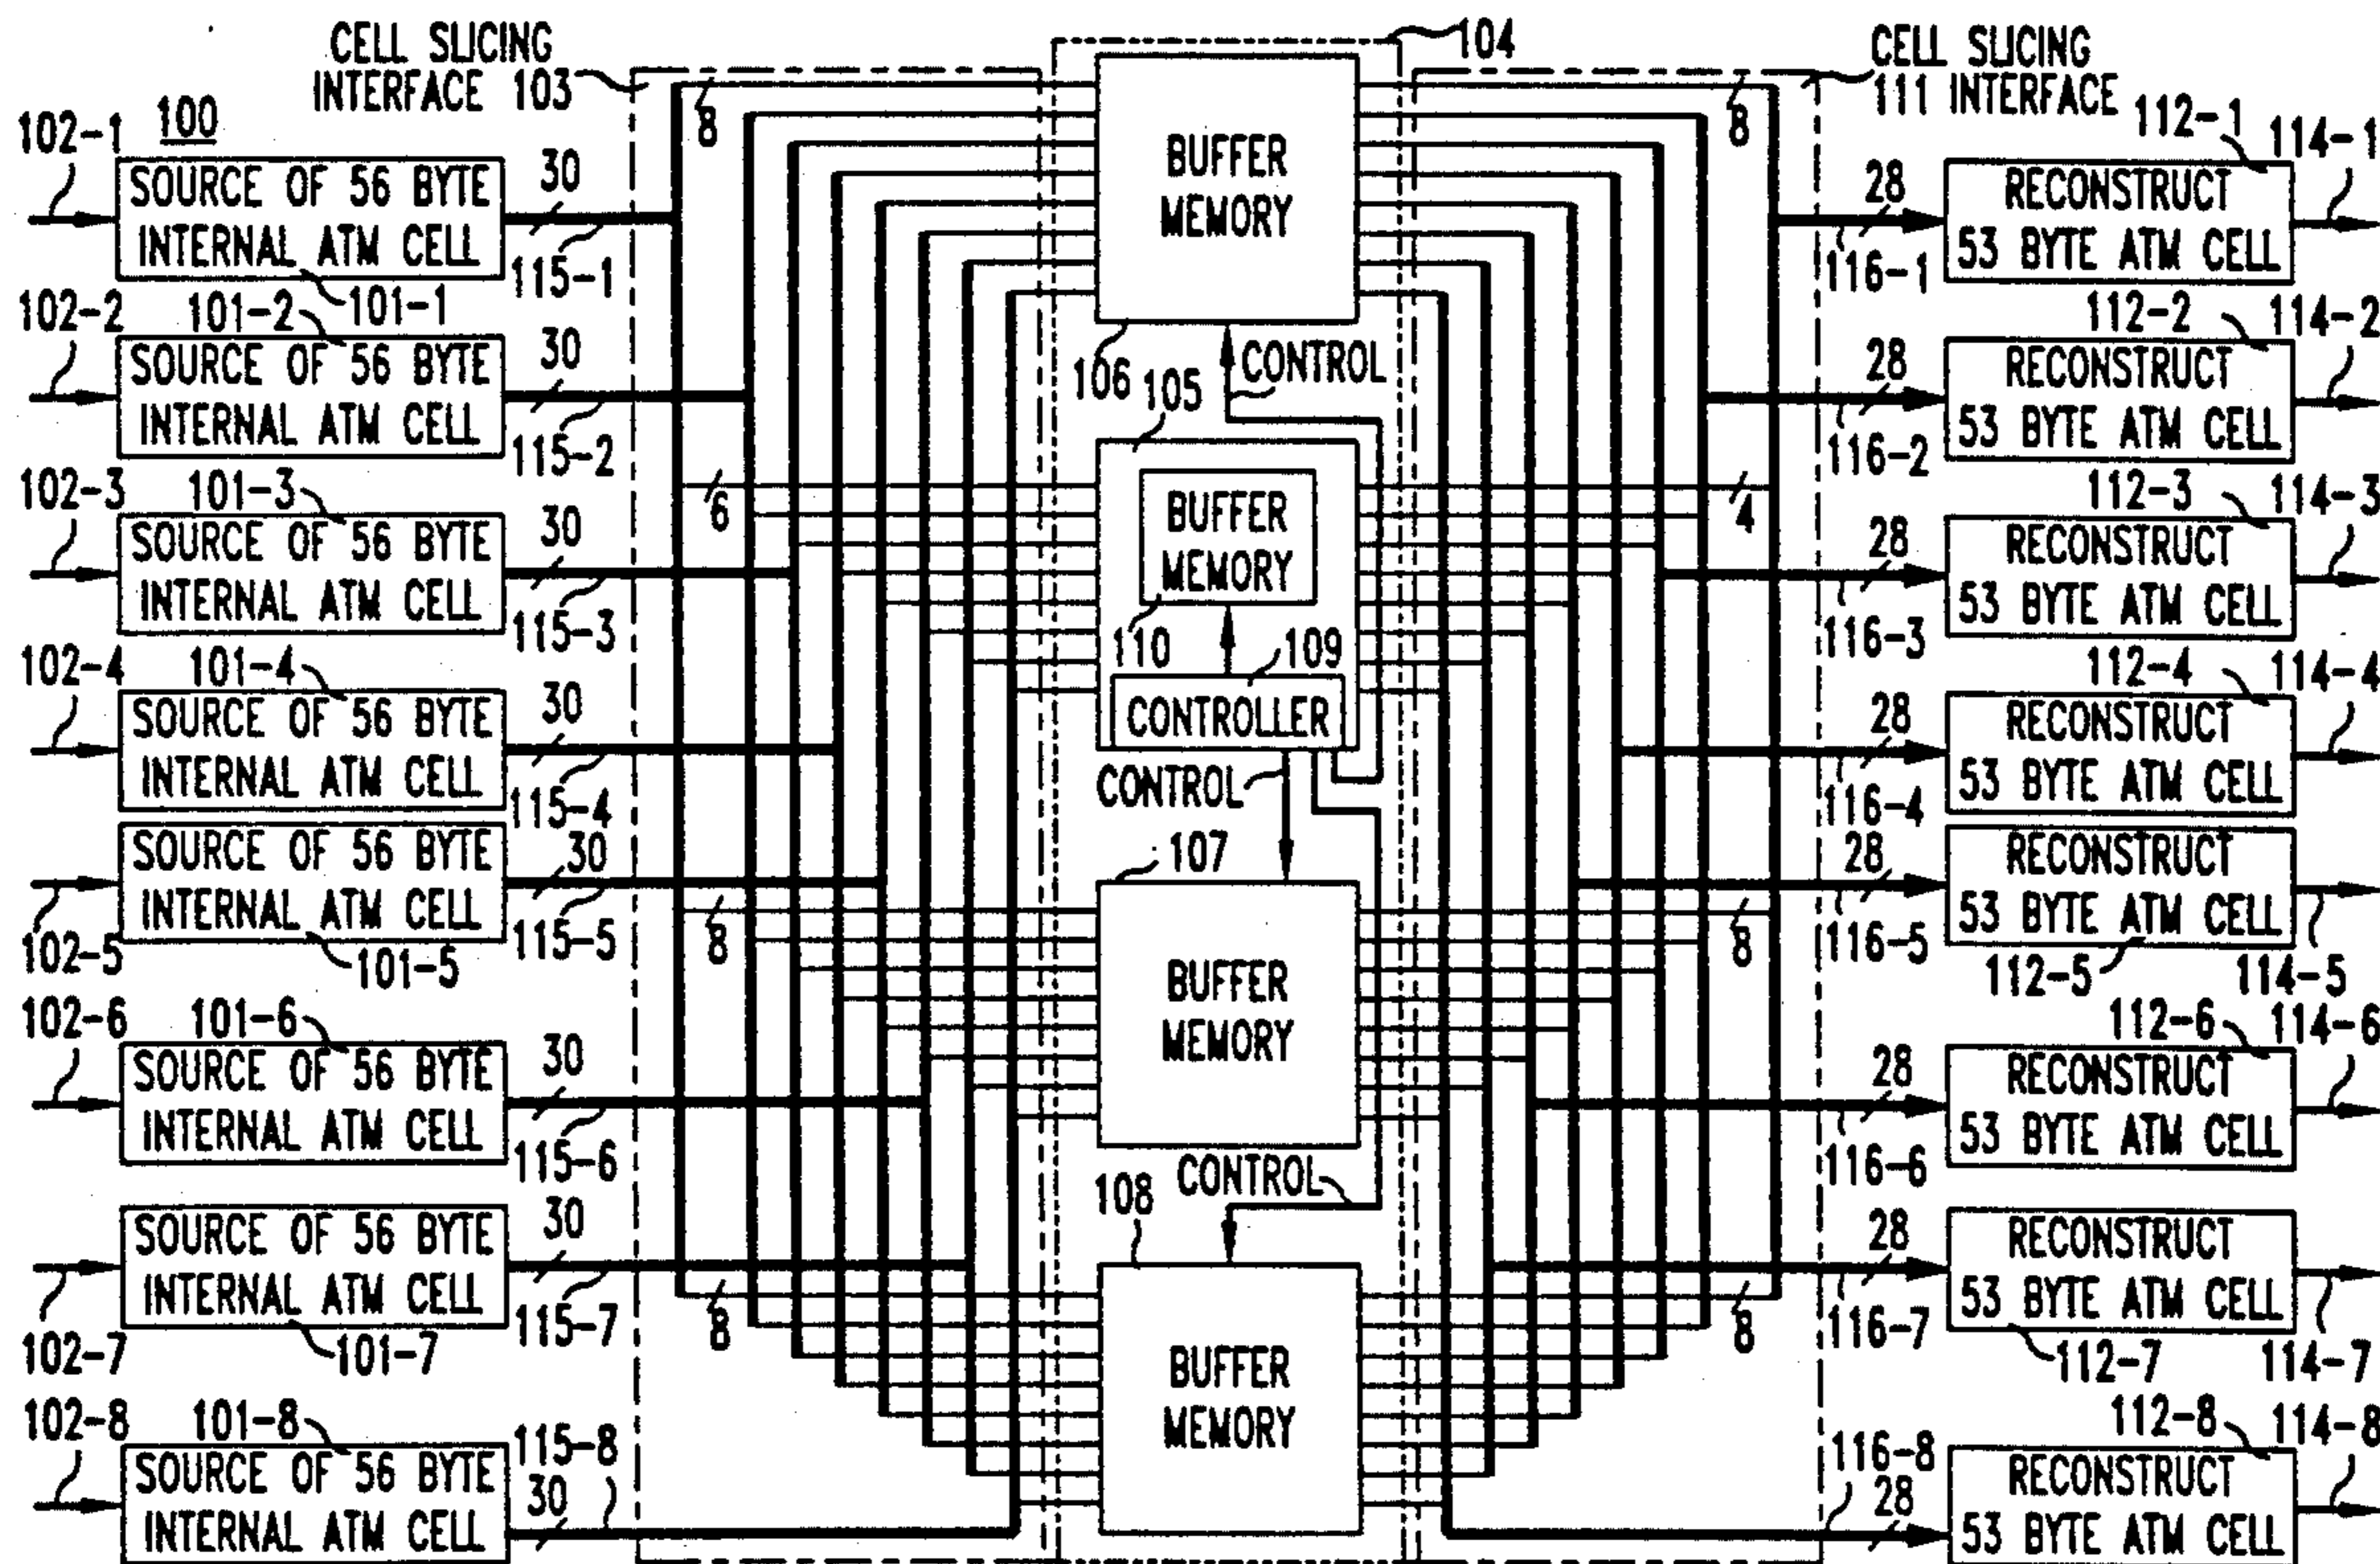 CELL SLICING
INTERFACE 103
104
CELL SLICING
111 INTERFACE
100
102-1
SOURCE OF 56 BYTE
INTERNAL ATM CELL
101-1
30
115-1
102-2
101-2
SOURCE OF 56 BYTE
INTERNAL ATM CELL
30
115-2
102-3
101-3
SOURCE OF 56 BYTE
INTERNAL ATM CELL
30
115-3
102-4
101-4
SOURCE OF 56 BYTE
INTERNAL ATM CELL
30
115-4
SOURCE OF 56 BYTE
INTERNAL ATM CELL
102-5
101-5
30
115-5
102-6
101-6
SOURCE OF 56 BYTE
INTERNAL ATM CELL
30
115-6
SOURCE OF 56 BYTE
INTERNAL ATM CELL
102-7
101-7
30
115-7
102-8
101-8
SOURCE OF 56 BYTE
INTERNAL ATM CELL
115-8
30
8
6
8
8
BUFFER
MEMORY
106
CONTROL
105
BUFFER
MEMORY
110
109
CONTROLLER
CONTROL
107
BUFFER
MEMORY
CONTROL
108
BUFFER
MEMORY
8
4
8
8
112-1
114-1
28
116-1
RECONSTRUCT
53 BYTE ATM CELL
112-2
114-2
28
116-2
RECONSTRUCT
53 BYTE ATM CELL
112-3
114-3
28
116-3
RECONSTRUCT
53 BYTE ATM CELL
112-4
114-4
28
116-4
RECONSTRUCT
53 BYTE ATM CELL
28
116-5
RECONSTRUCT
53 BYTE ATM CELL
112-5
114-5
112-6
114-6
28
116-6
RECONSTRUCT
53 BYTE ATM CELL
28
116-7
RECONSTRUCT
53 BYTE ATM CELL
112-7
114-7
112-8
114-8
116-8
28
RECONSTRUCT
53 BYTE ATM CELL